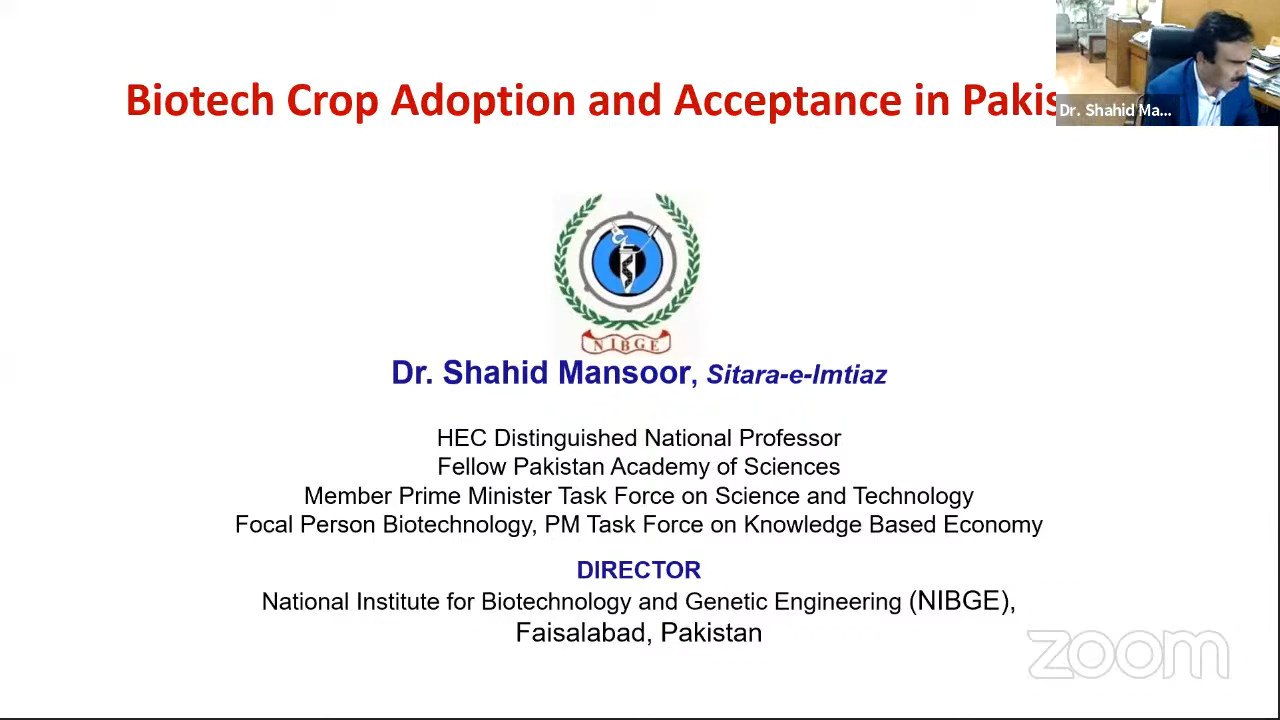 Biotech Crop Adoption and Acceptance in Pakis
Dr. Shahid Ma...
NIBGE
Dr. Shahid Mansoor, Sitara-e-Imtiaz
HEC Distinguished National Professor
Fellow Pakistan Academy of Sciences
Member Prime Minister Task Force on Science and Technology
Focal Person Biotechnology, PM Task Force on Knowledge Based Economy
DIRECTOR
National Institute for Biotechnology and Genetic Engineering (NIBGE),
Faisalabad, Pakistan
zoom